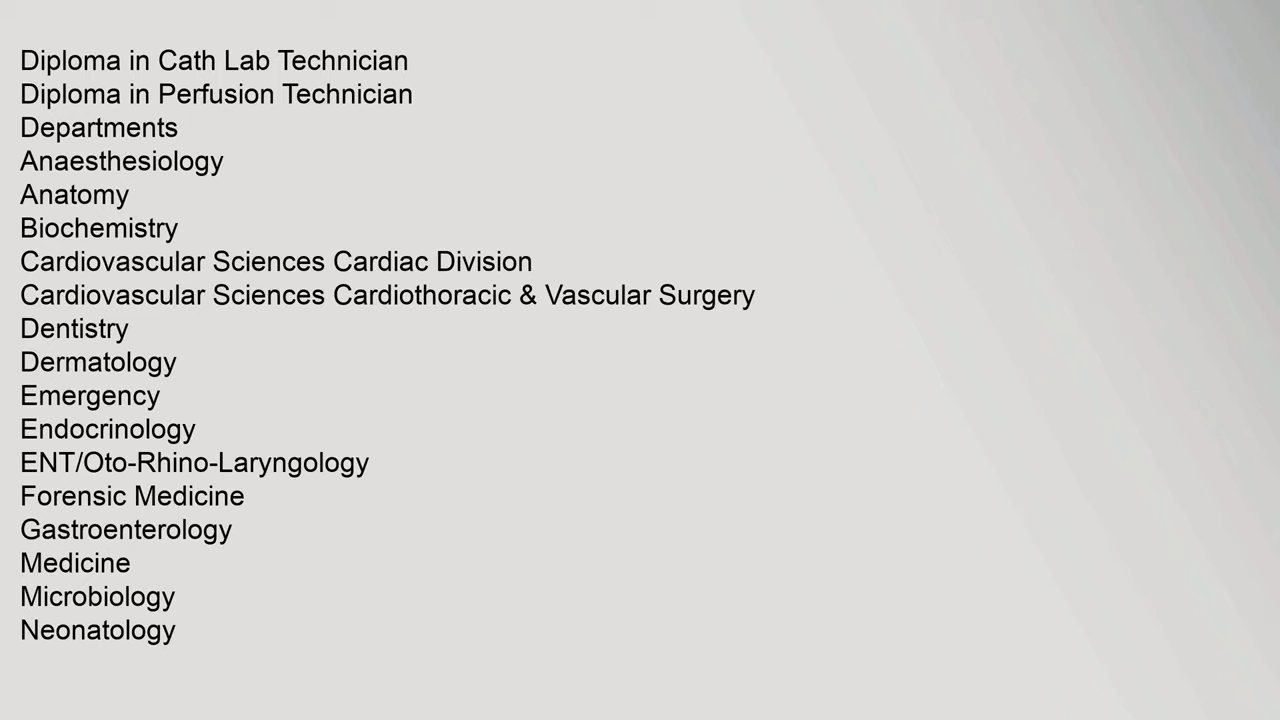 Diploma in Cath Lab Technician
Diploma in Perfusion Technician
Departments
Anaesthesiology
Anatomy
Biochemistry
Cardiovascular Sciences Cardiac Division
Cardiovascular Sciences Cardiothoracic & Vascular Surgery
Dentistry
Dermatology
Emergency
Endocrinology
ENT/Oto-Rhino-Laryngology
Forensic Medicine
Gastroenterology
Medicine
Microbiology
Neonatology